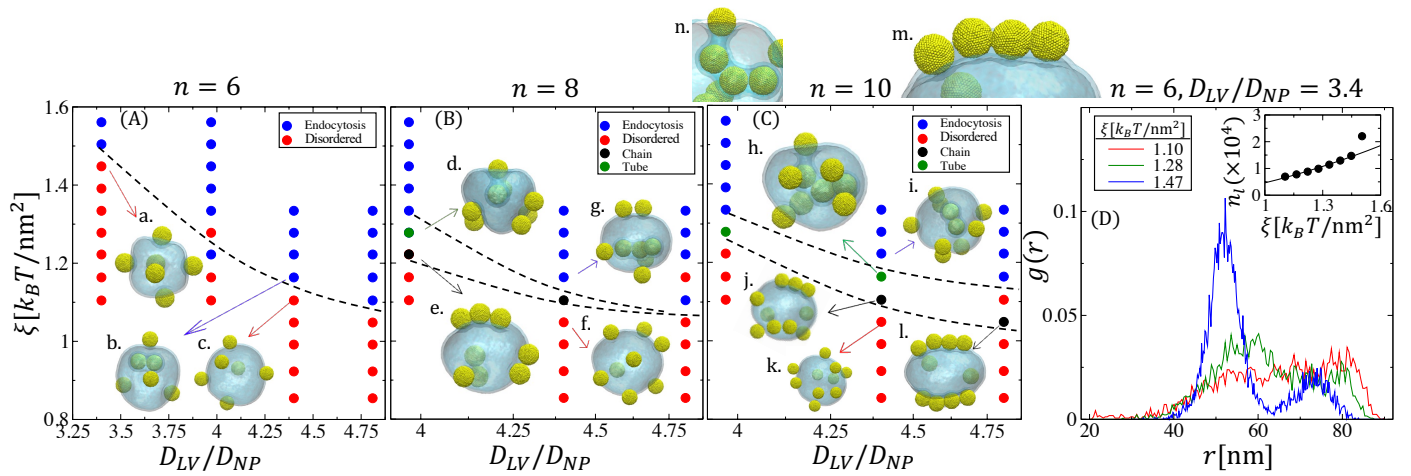 n.
m.
n = 6
n = 8
n = 10
n = 6, D_LV/D_NP = 3.4
(A)
Endocytosis
Disordered
a.
b.
c.
1.6
1.4
1.2
1
0.8
ξ[k_BT/nm²]
3.25
3.5
3.75
4
4.25
4.5
4.75
D_LV/D_NP
(B)
Endocytosis
Disordered
Chain
Tube
d.
g.
e.
f.
4
4.25
4.5
4.75
D_LV/D_NP
(C)
Endocytosis
Disordered
Chain
Tube
h.
i.
j.
k.
l.
4
4.25
4.5
4.75
D_LV/D_NP
ξ[k_BT/nm²]
1.10
1.28
1.47
(D)
n_l(×10⁴)
3
2
1
0
1
1.3
1.6
ξ[k_BT/nm²]
g(r)
0.1
0.05
0
20
40
60
80
r[nm]